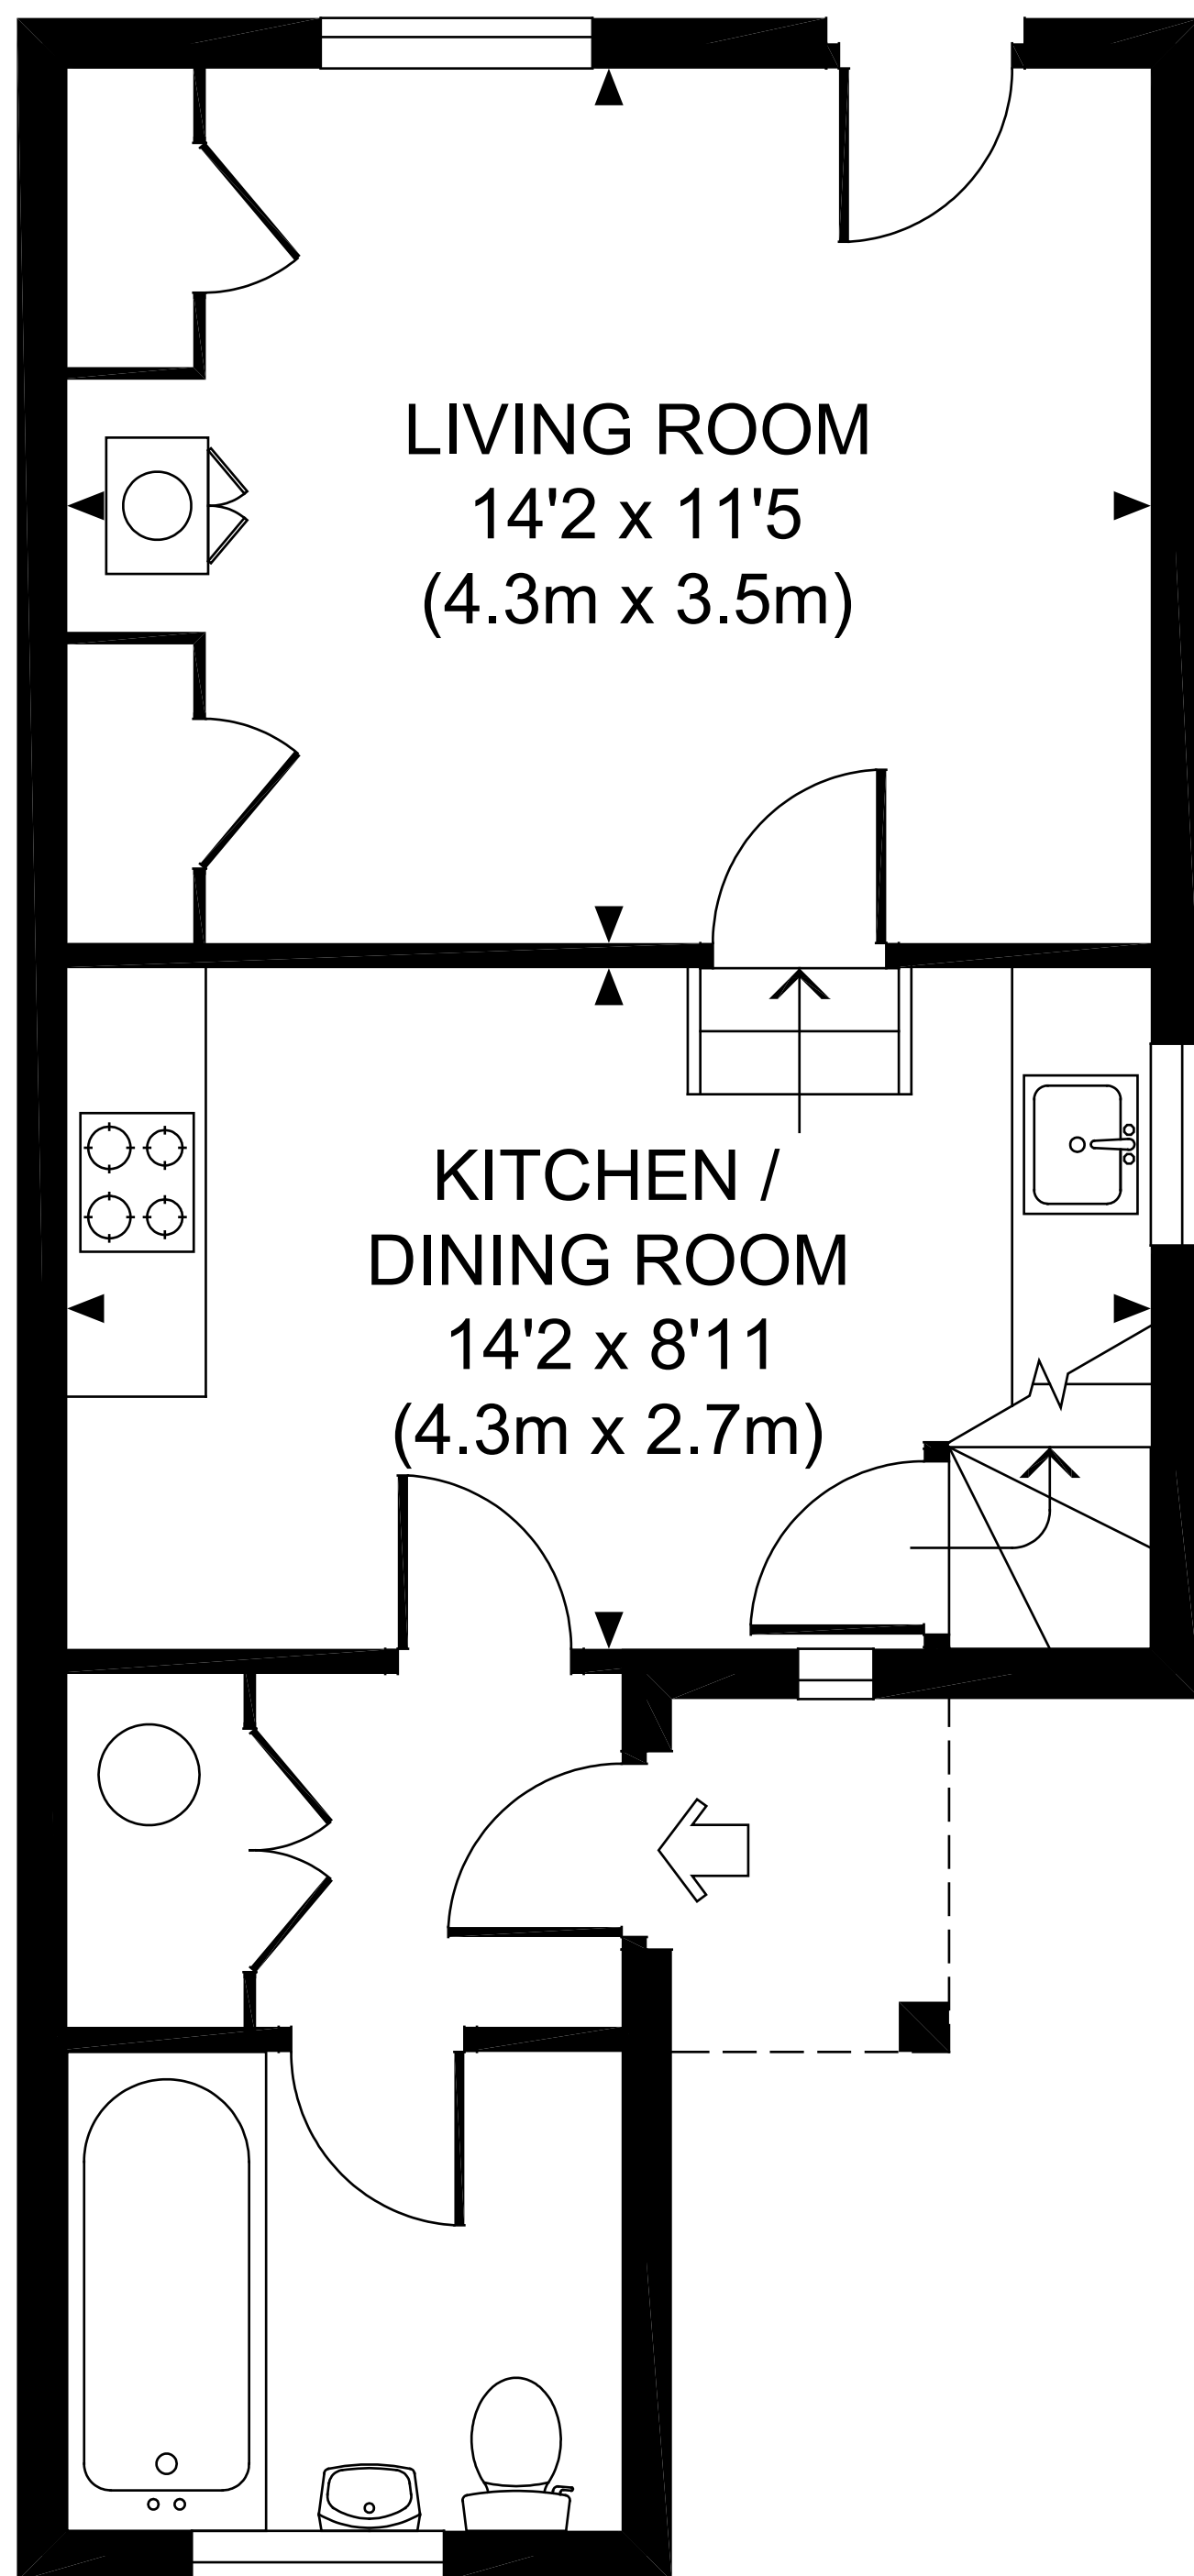 LIVING ROOM
14'2 x 11'5
(4.3m x 3.5m)
KITCHEN /
DINING ROOM
14'2 x 8'11
(4.3m x 2.7m)